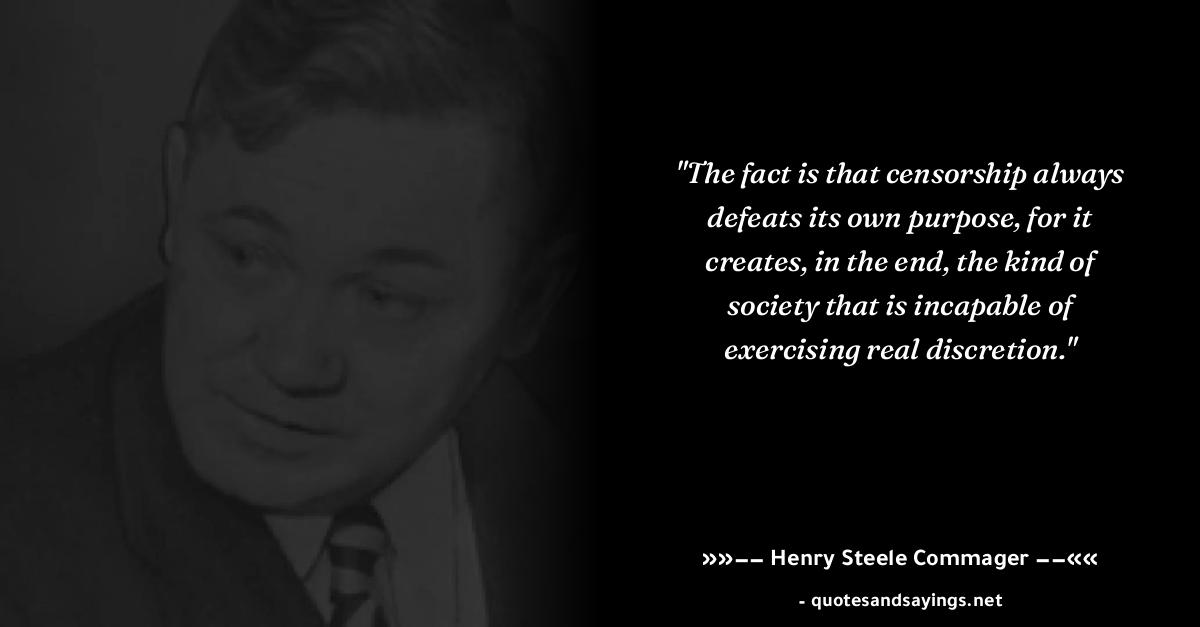 "The fact is that censorship always
defeats its own purpose, for it
creates, in the end, the kind of
society that is incapable of
exercising real discretion."
»»−− Henry Steele Commager −−««
- quotesandsayings.net